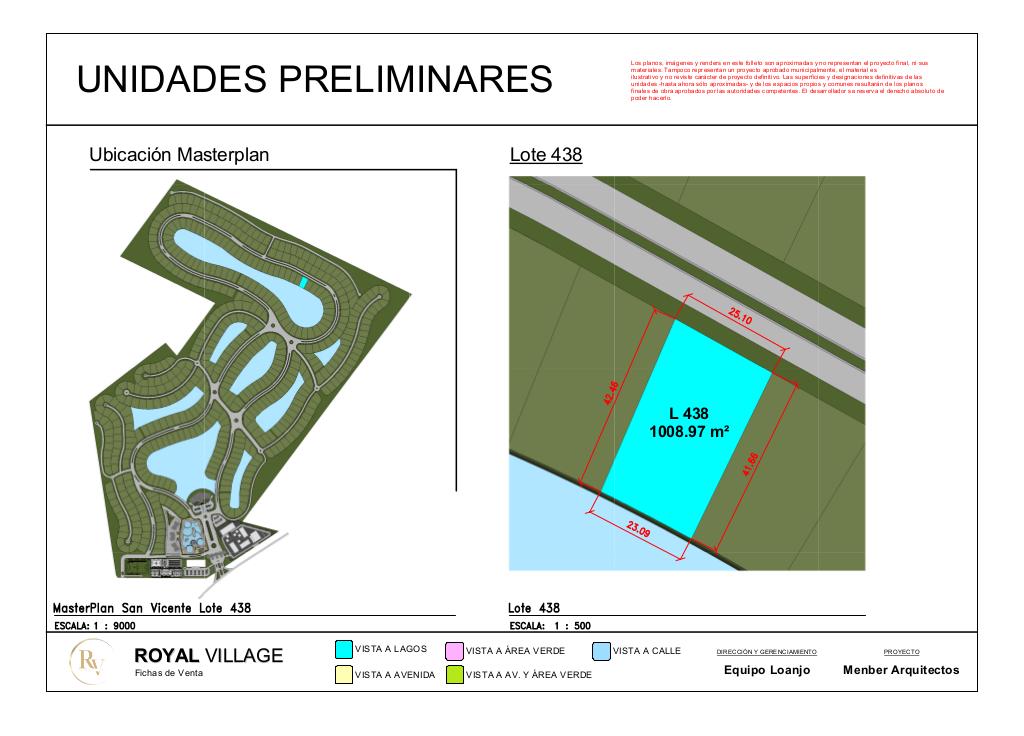 UNIDADES PRELIMINARES
Los planos, imágenes y renders en este folleto son aproximadas y no representan el proyecto final, ni sus
materiales. Tampoco representan un proyecto aprobado municipalmente, el material es
ilustrativo y no reviste carácter de proyecto definitivo. Las superficies y designaciones definitivas de las
unidades -hasta ahora sólo aproximadas- y de los espacios propios y comunes resultarán de los planos
finales de obra aprobados por las autoridades competentes. El desarrollador se reserva el derecho absoluto de
poder hacerlo.
Ubicación Masterplan
Lote 438
25.10
42.46
L 438
1008.97 m²
41.66
23.09
MasterPlan San Vicente Lote 438
ESCALA: 1 : 9000
Lote 438
ESCALA: 1 : 500
RV
ROYAL VILLAGE
Fichas de Venta
VISTA A LAGOS
VISTA A ÁREA VERDE
VISTA A CALLE
VISTA A AVENIDA
VISTA A AV. Y ÁREA VERDE
DIRECCIÓN Y GERENCIAMIENTO
Equipo Loanjo
PROYECTO
Menber Arquitectos